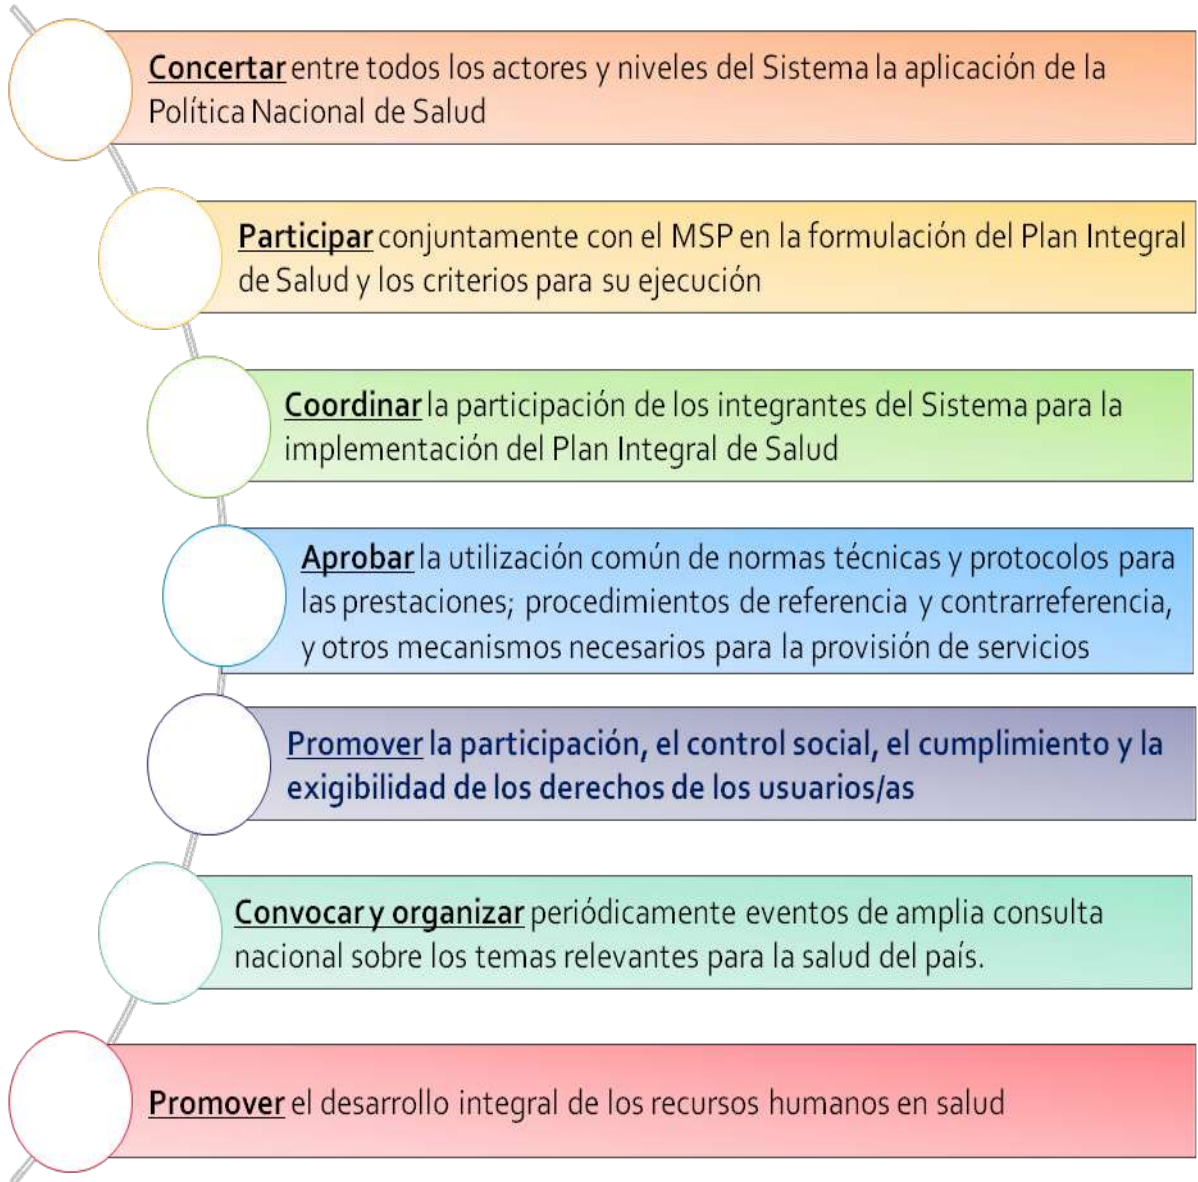 Concertar entre todos los actores y niveles del Sistema la aplicación de la
Política Nacional de Salud
Participar conjuntamente con el MSP en la formulación del Plan Integral
de Salud y los criterios para su ejecución
Coordinar la participación de los integrantes del Sistema para la
implementación del Plan Integral de Salud
Aprobar la utilización común de normas técnicas y protocolos para
las prestaciones; procedimientos de referencia y contrarreferencia,
y otros mecanismos necesarios para la provisión de servicios
Promover la participación, el control social, el cumplimiento y la
exigibilidad de los derechos de los usuarios/as
Convocar y organizar periódicamente eventos de amplia consulta
nacional sobre los temas relevantes para la salud del país.
Promover el desarrollo integral de los recursos humanos en salud